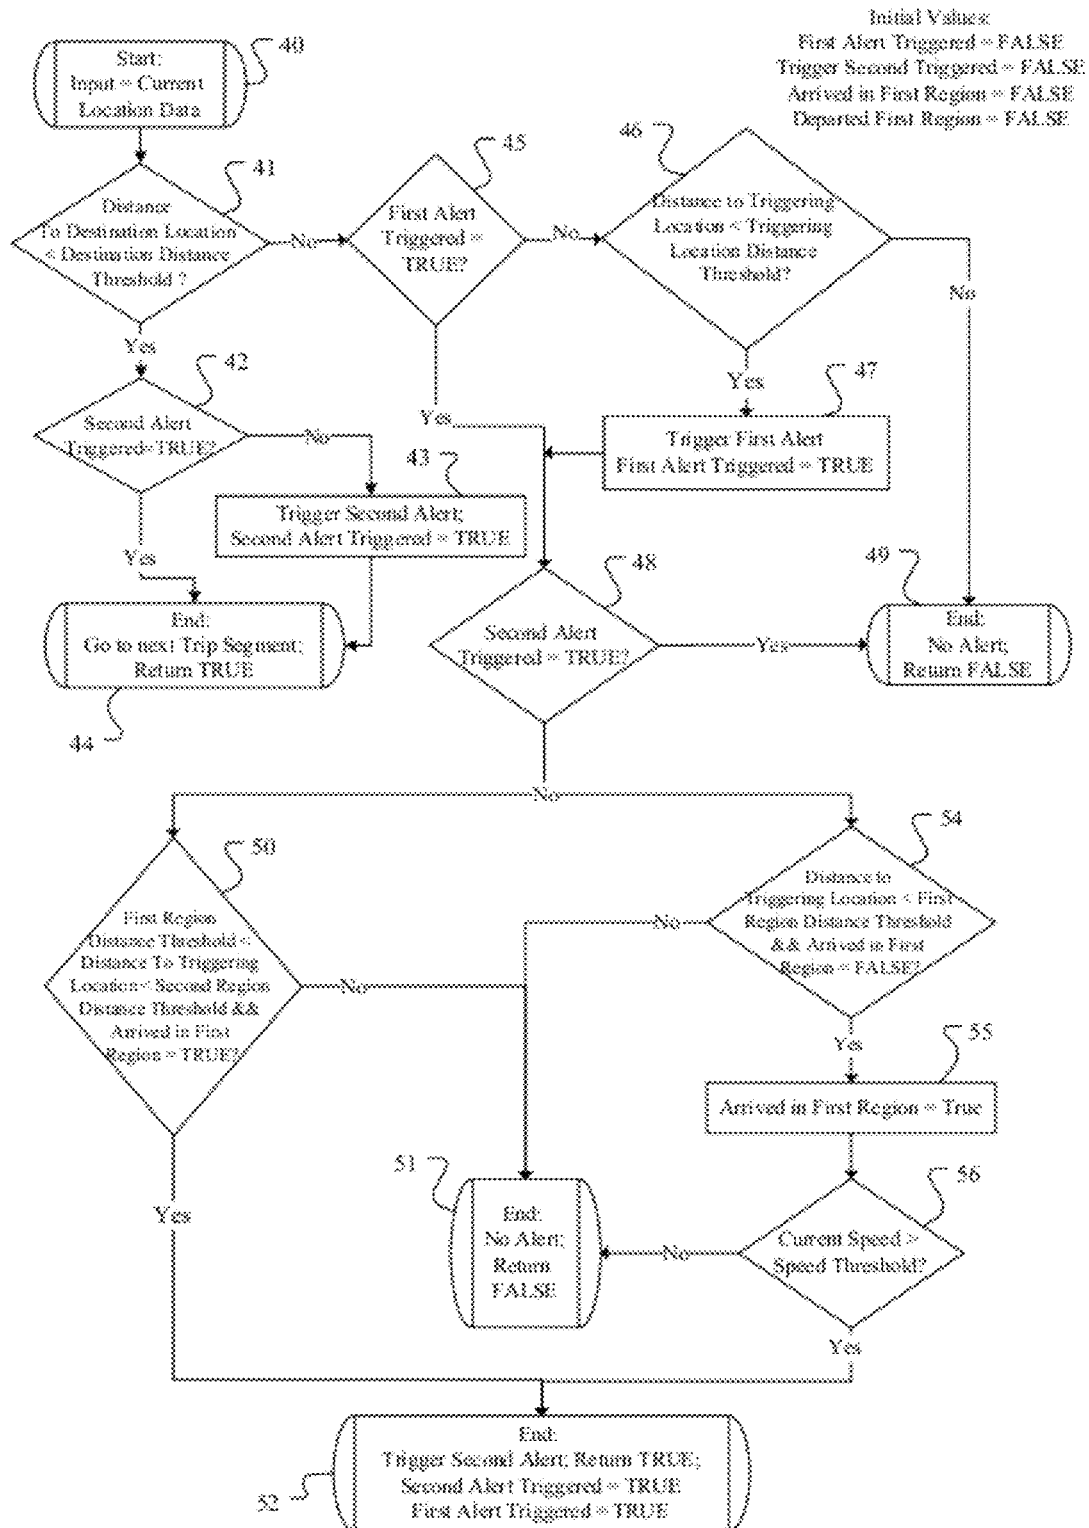 Initial Values:
First Alert Triggered = FALSE
Trigger Second Triggered = FALSE
Arrived in First Region = FALSE
Departed First Region = FALSE
40
Start:
Input = Current
Location Data
41
Distance
To Destination Location
< Destination Distance
Threshold ?
No
Yes
45
First Alert
Triggered =
TRUE?
No
Yes
46
Distance to Triggering
Location < Triggering
Location Distance
Threshold?
No
Yes
42
Second Alert
Triggered=TRUE?
No
Yes
43
Trigger Second Alert;
Second Alert Triggered = TRUE
47
Trigger First Alert
First Alert Triggered = TRUE
44
End:
Go to next Trip Segment;
Return TRUE
48
Second Alert
Triggered = TRUE?
Yes
No
49
End:
No Alert;
Return FALSE
50
First Region
Distance Threshold <
Distance To Triggering
Location < Second Region
Distance Threshold &&
Arrived in First
Region = TRUE?
No
Yes
54
Distance to
Triggering Location < First
Region Distance Threshold
&& Arrived in First
Region = FALSE?
No
Yes
55
Arrived in First Region = True
51
End:
No Alert;
Return
FALSE
56
Current Speed >
Speed Threshold?
No
Yes
52
End:
Trigger Second Alert; Return TRUE;
Second Alert Triggered = TRUE
First Alert Triggered = TRUE